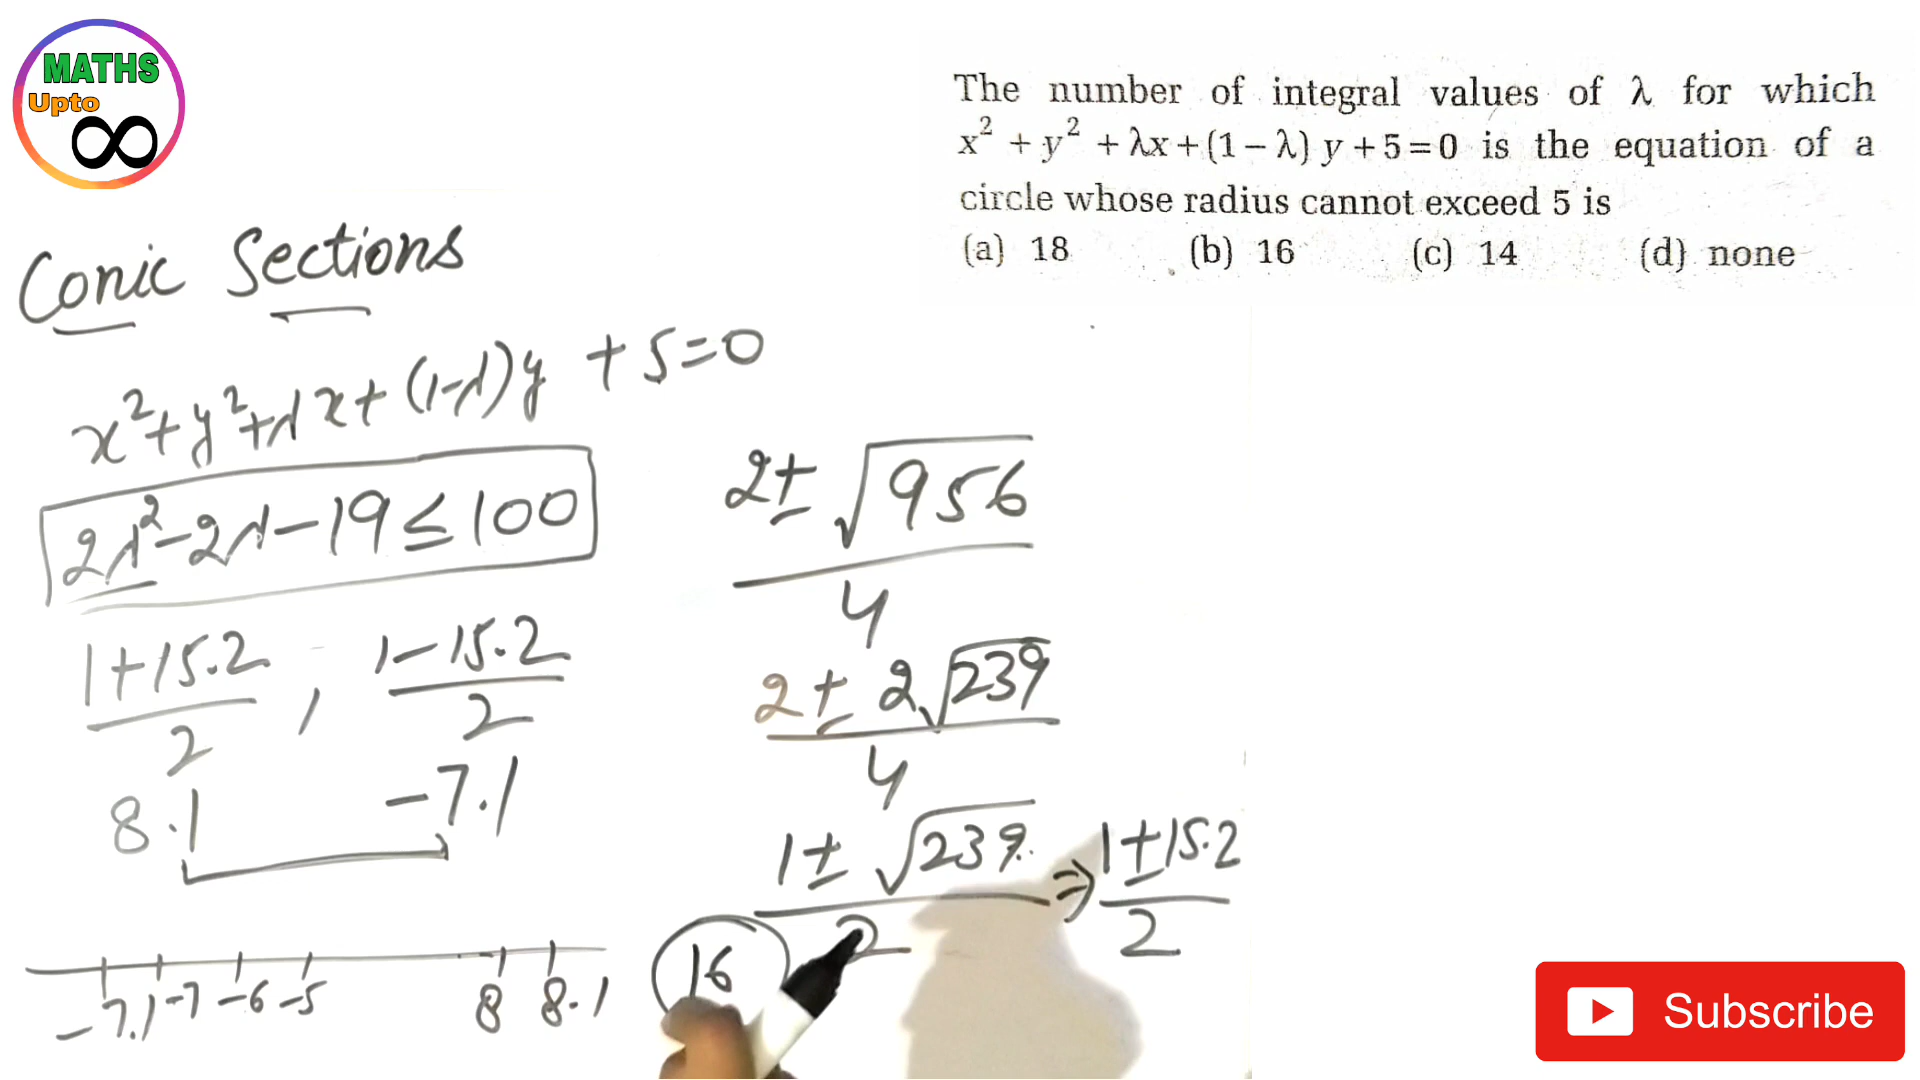 MATHS
Upto
∞
The number of integral values of λ for which
x² + y² + λx + (1 − λ) y + 5 = 0 is the equation of a
circle whose radius cannot exceed 5 is
(a) 18 (b) 16 (c) 14 (d) none
Conic Sections
x²+y²+λx+(1-λ)y+5=0
2λ²-2λ-19≤100
1+15.2/2 , 1-15.2/2
8.1 -7.1
-7.1 -7 -6 -5 8 8.1
2±√956/4
2±2√239/4
1±√239/2 ⇒ 1±15.2/2
16
Subscribe